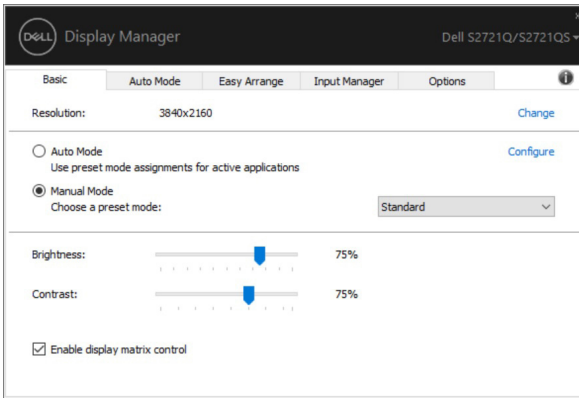 DELL Display Manager Dell S2721Q/S2721QS
Basic Auto Mode Easy Arrange Input Manager Options
Resolution: 3840x2160 Change
Auto Mode Configure
Use preset mode assignments for active applications
Manual Mode
Choose a preset mode: Standard
Brightness: 75%
Contrast: 75%
Enable display matrix control